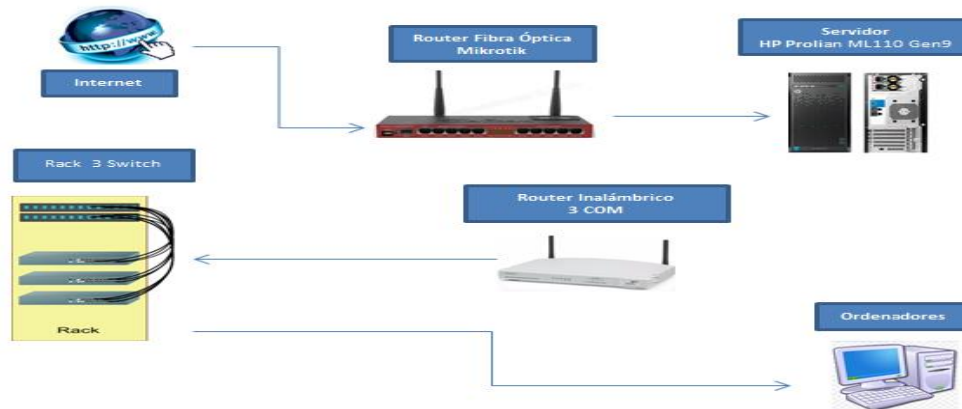 http://www
Internet
Router Fibra Óptica
Mikrotik
Servidor
HP Prolian ML110 Gen9
Rack 3 Switch
Router Inalámbrico
3 COM
Rack
Ordenadores